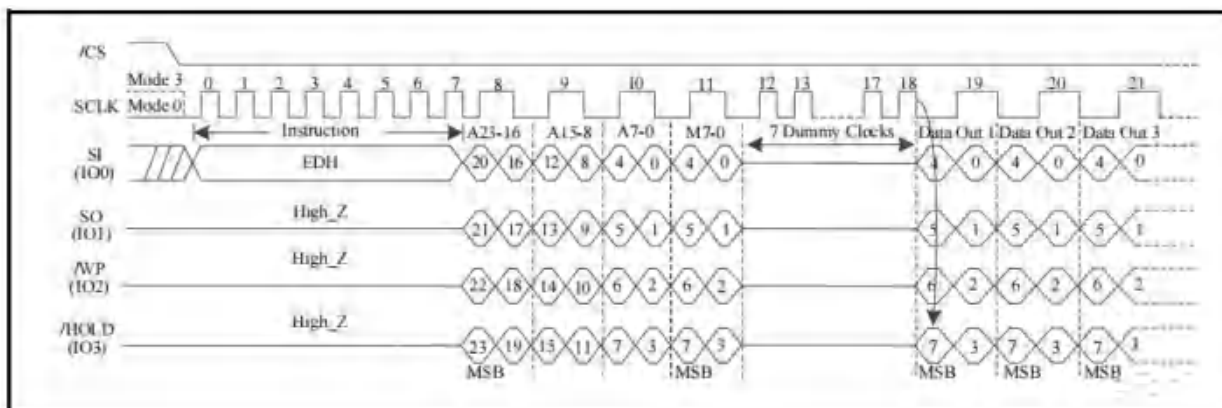 /CS
Mode 3 0 1 2 3 4 5 6 7 8 9 10 11 12 13 17 18 19 20 21
SCLK Mode 0
Instruction A23-16 A15-8 A7-0 M7-0 7 Dummy Clocks Data Out 1 Data Out 2 Data Out 3
SI
(IO0) EDH 20 16 12 8 4 0 4 0 4 0 4 0 4 0
SO
(IO1) High_Z 21 17 13 9 5 1 5 1 5 1 5 1 5 1
/WP
(IO2) High_Z 22 18 14 10 6 2 6 2 6 2 6 2 6 2
/HOLD
(IO3) High_Z 23 19 15 11 7 3 7 3 7 3 7 3 7 3
MSB MSB MSB MSB MSB